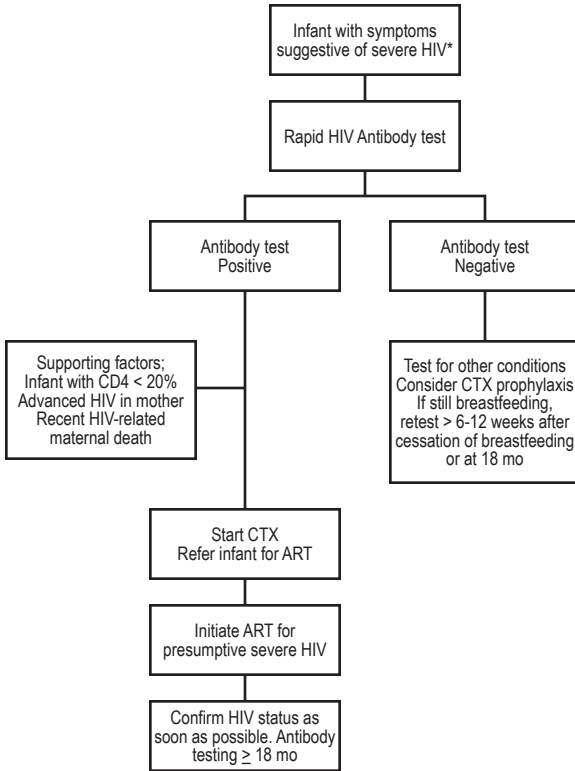 Infant with symptoms
suggestive of severe HIV*
Rapid HIV Antibody test
Antibody test
Positive
Antibody test
Negative
Supporting factors;
Infant with CD4 < 20%
Advanced HIV in mother
Recent HIV-related
maternal death
Test for other conditions
Consider CTX prophylaxis
If still breastfeeding,
retest > 6-12 weeks after
cessation of breastfeeding
or at 18 mo
Start CTX
Refer infant for ART
Initiate ART for
presumptive severe HIV
Confirm HIV status as
soon as possible. Antibody
testing ≥ 18 mo